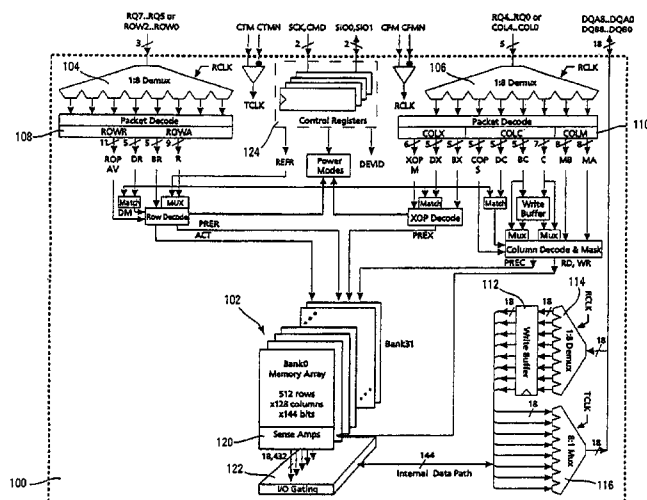 RQ7..RQ5 or
ROW2..ROW0
CTM CTMN
SCK,CMD
SIO0,SIO1
CFM CFMN
RQ4..RQ0 or
COL4..COL0
DQA8..DQA0
DQB8..DQB0
3
2
2
5
18
104
RCLK
1:8 Demux
TCLK
Control Registers
RCLK
106
RCLK
1:8 Demux
108
Packet Decode
ROWR ROWA
124
Packet Decode
COLX COLC COLM
110
11 5 5 9
6 5 5 5 5 5 7 8 8
ROP DR BR R
AV
REFR
Power
Modes
DEVID
XOP DX BX COP DC BC C MB MA
M S
Match
DM
MUX
Row Decode
Match
XOP Decode
Match
Write
Buffer
Mux Mux
Column Decode & Mask
PRER
ACT
PREX
PREC
RD, WR
102
Bank31
Bank0
Memory Array
512 rows
x128 columns
x144 bits
Sense Amps
120
18,432
122
I/O Gating
144
Internal Data Path
112
18
18
Write Buffer
114
RCLK
1:8 Demux
18
18
TCLK
8:1 Mux
18
116
100